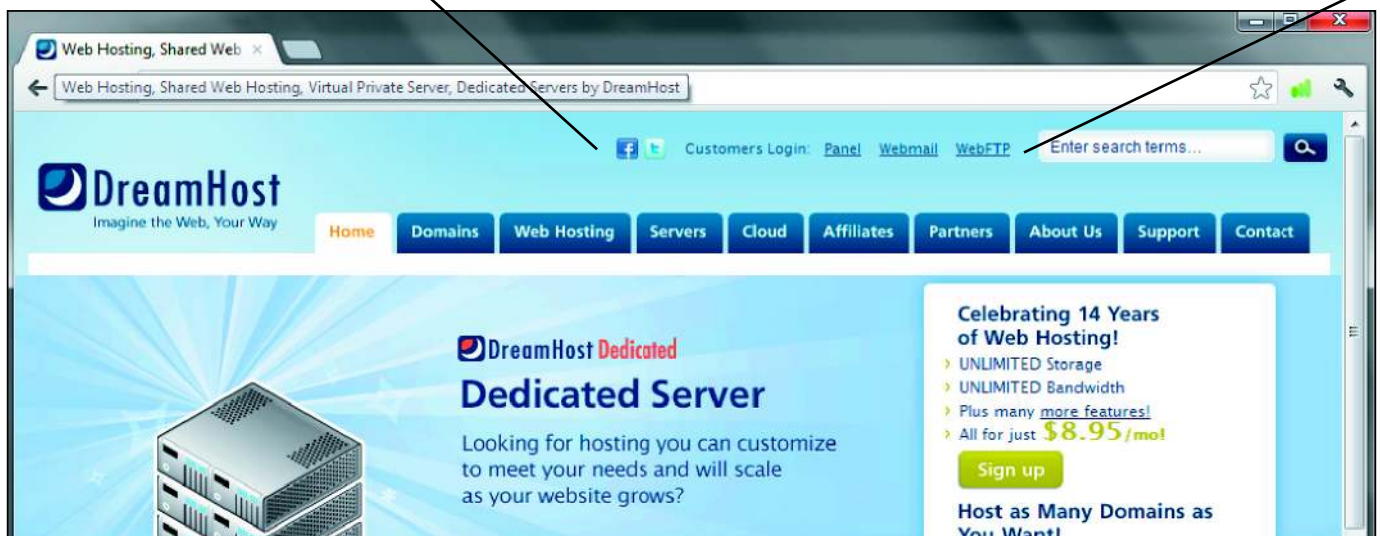 Web Hosting, Shared Web
Web Hosting, Shared Web Hosting, Virtual Private Server, Dedicated Servers by DreamHost
Customers Login: Panel Webmail WebFTP Enter search terms...
DreamHost
Imagine the Web, Your Way
Home Domains Web Hosting Servers Cloud Affiliates Partners About Us Support Contact
DreamHost Dedicated
Dedicated Server
Looking for hosting you can customize
to meet your needs and will scale
as your website grows?
Celebrating 14 Years
of Web Hosting!
UNLIMITED Storage
UNLIMITED Bandwidth
Plus many more features!
All for just $8.95/mo!
Sign up
Host as Many Domains as
You Want!